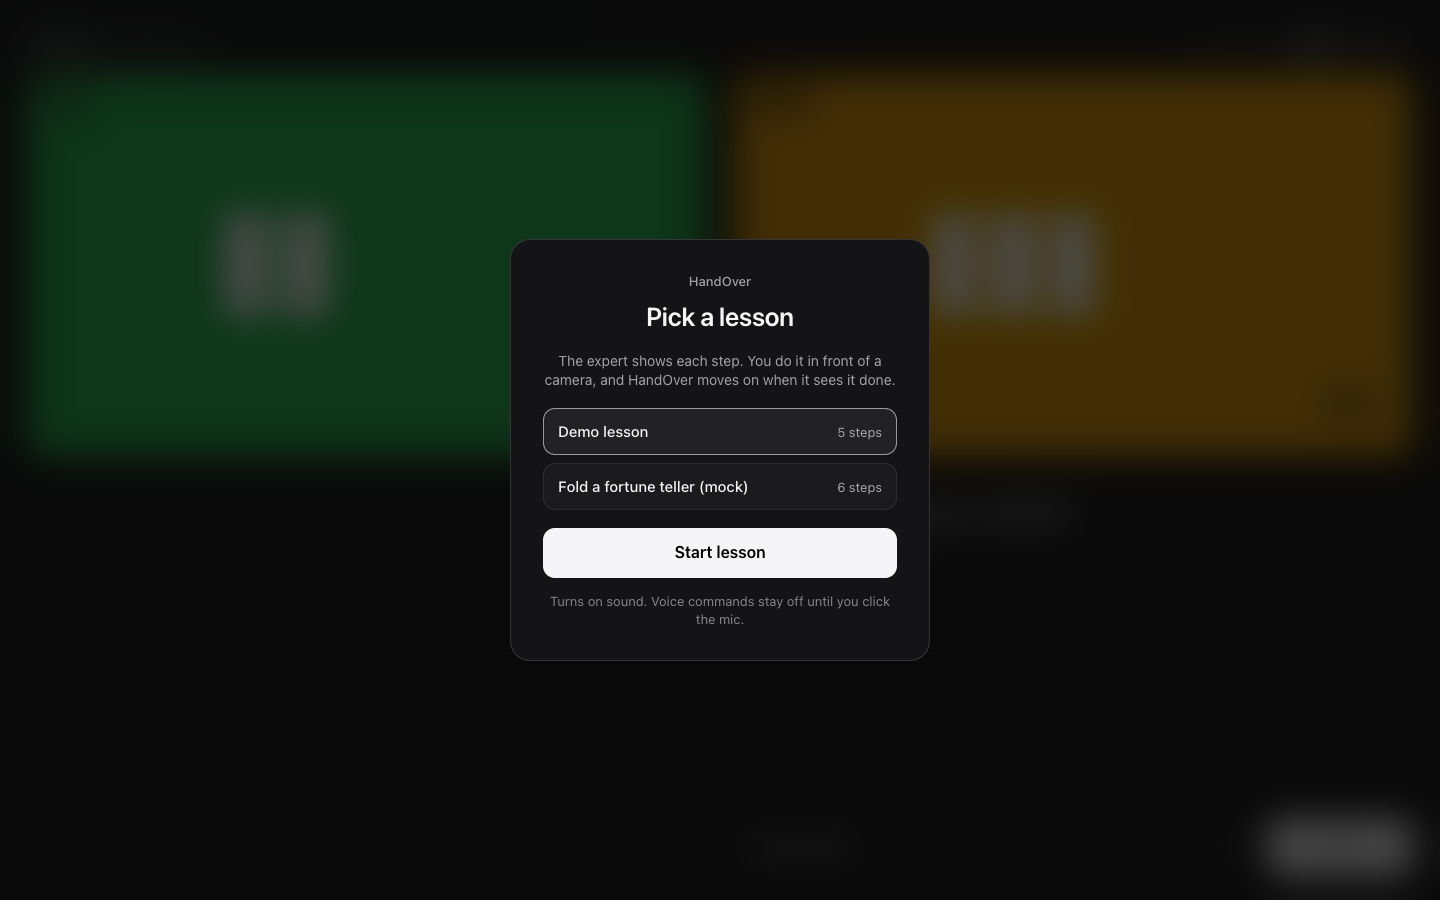 HandOver
Pick a lesson
The expert shows each step. You do it in front of a
camera, and HandOver moves on when it sees it done.
Demo lesson 5 steps
Fold a fortune teller (mock) 6 steps
Start lesson
Turns on sound. Voice commands stay off until you click
the mic.